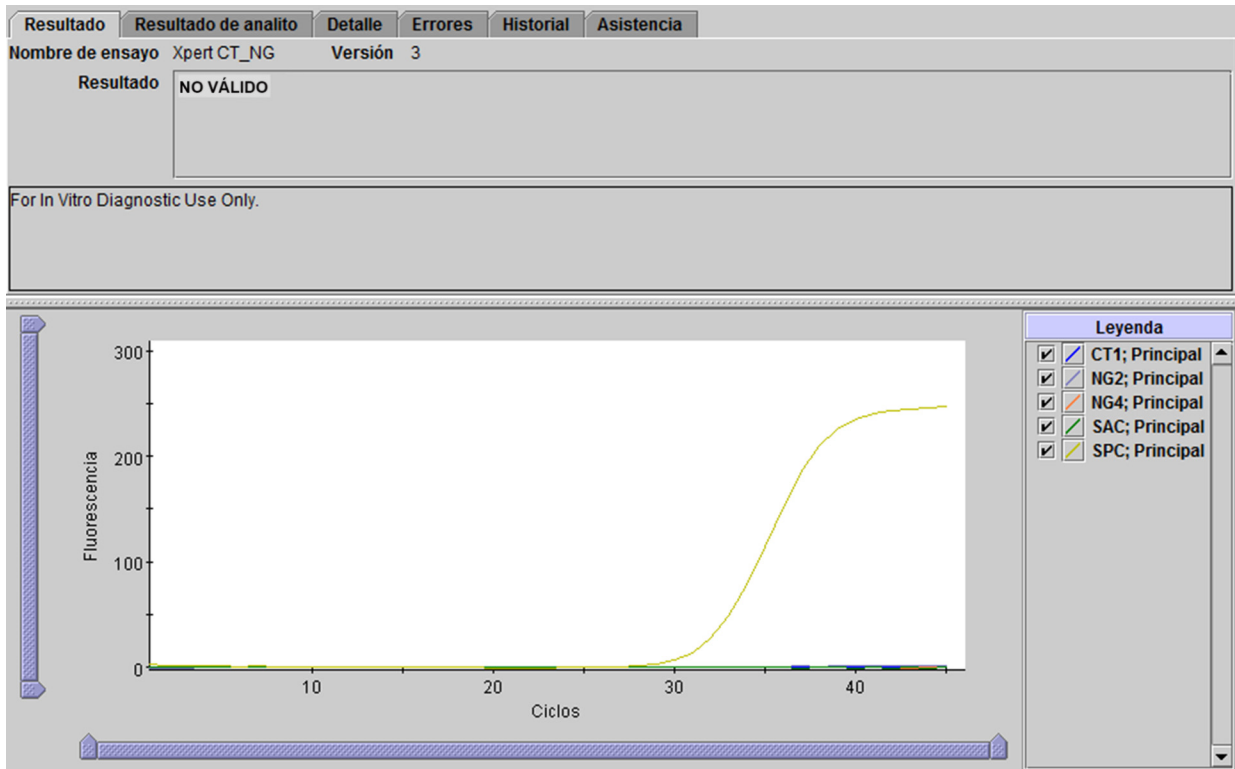 Resultado Resultado de analito Detalle Errores Historial Asistencia
Nombre de ensayo Xpert CT_NG Versión 3
Resultado NO VÁLIDO
For In Vitro Diagnostic Use Only.
Leyenda
CT1; Principal
NG2; Principal
NG4; Principal
SAC; Principal
SPC; Principal
Fluorescencia
300
200
100
0
10 20 30 40
Ciclos